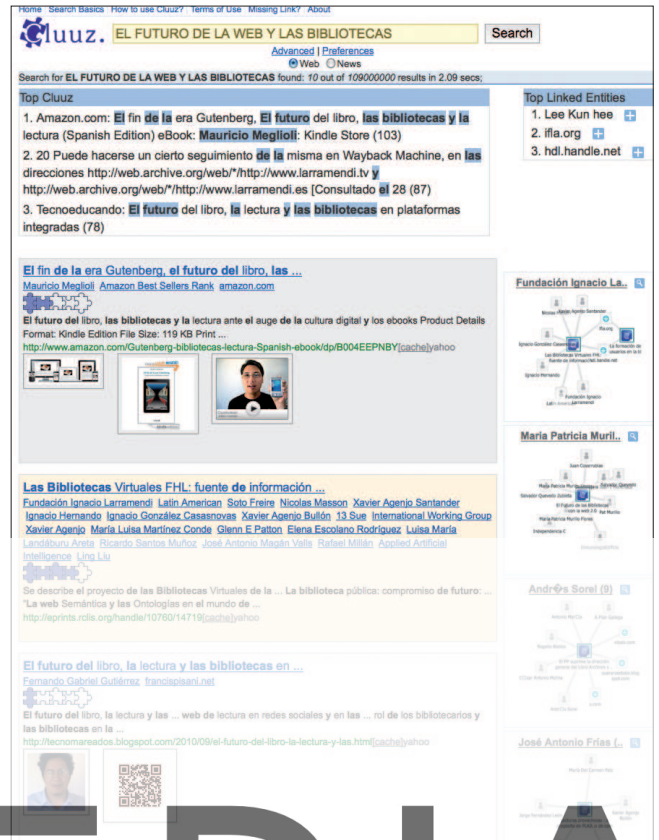 Home Search Basics How to use Cluuz? Terms of Use Missing Link? About
Cluuz. EL FUTURO DE LA WEB Y LAS BIBLIOTECAS Search
Advanced | Preferences
Web News
Search for EL FUTURO DE LA WEB Y LAS BIBLIOTECAS found: 10 out of 109000000 results in 2.09 secs;
Top Cluuz
1. Amazon.com: El fin de la era Gutenberg, El futuro del libro, las bibliotecas y la
lectura (Spanish Edition) eBook: Mauricio Meglioli: Kindle Store (103)
2. 20 Puede hacerse un cierto seguimiento de la misma en Wayback Machine, en las
direcciones http://web.archive.org/web/*/http://www.larramendi.tv y
http://web.archive.org/web/*/http://www.larramendi.es [Consultado el 28 (87)
3. Tecnoeducando: El futuro del libro, la lectura y las bibliotecas en plataformas
integradas (78)
Top Linked Entities
1. Lee Kun hee
2. ifla.org
3. hdl.handle.net
El fin de la era Gutenberg, el futuro del libro, las ...
Mauricio Meglioli Amazon Best Sellers Rank amazon.com
El futuro del libro, las bibliotecas y la lectura ante el auge de la cultura digital y los ebooks Product Details
Format: Kindle Edition File Size: 119 KB Print ...
http://www.amazon.com/Gutenberg-bibliotecas-lectura-Spanish-ebook/dp/B004EEPNBY[cache]yahoo
Las Bibliotecas Virtuales FHL: fuente de información ...
Fundación Ignacio Larramendi Latin American Soto Freire Nicolas Masson Xavier Agenjo Santander
Ignacio Hernando Ignacio González Casasnovas Xavier Agenjo Bullón 13 Sue International Working Group
Xavier Agenjo María Luisa Martínez Conde Glenn E Patton Elena Escolano Rodríguez Luisa María
Landáburu Areta Ricardo Santos Muñoz José Antonio Magán Valls Rafael Millán Applied Artificial
Intelligence Ling Liu
Se describe el proyecto de las Bibliotecas Virtuales de la ... La biblioteca pública: compromiso de futuro: ...
"La web Semántica y las Ontologías en el mundo de ...
http://eprints.rclis.org/handle/10760/14719[cache]yahoo
El futuro del libro, la lectura y las bibliotecas en ...
Fernando Gabriel Gutiérrez francispisani.net
El futuro del libro, la lectura y las ... web de lectura en redes sociales y en las ... rol de los bibliotecarios y
las bibliotecas en la ...
http://tecnomareados.blogspot.com/2010/09/el-futuro-del-libro-la-lectura-y-las.html[cache]yahoo
Fundación Ignacio La..
ifla.org
Ignacio Hernando
María Patricia Muril..
Andr�s Sorel (9)
José Antonio Frías (..